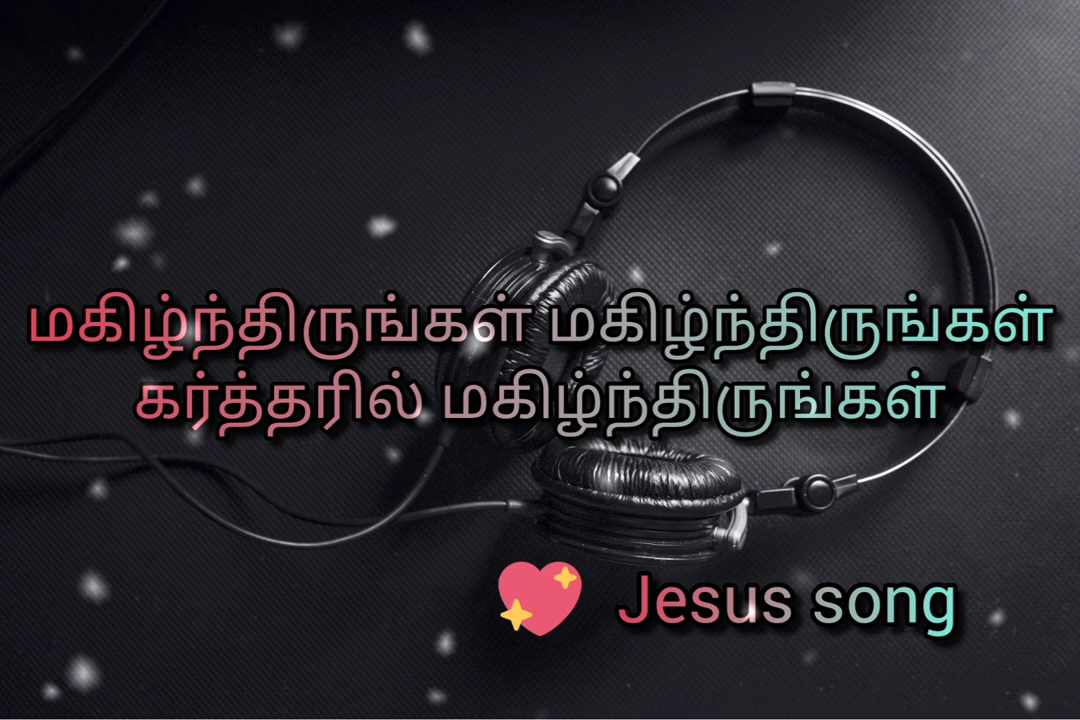 மகிழ்ந்திருங்கள் மகிழ்ந்திருங்கள்
கர்த்தரில் மகிழ்ந்திருங்கள்
💖 Jesus song